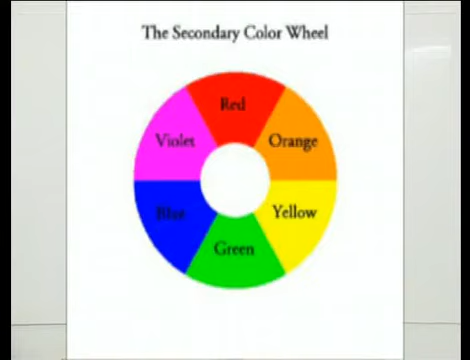 The Secondary Color Wheel
Red
Violet
Orange
Blue
Yellow
Green